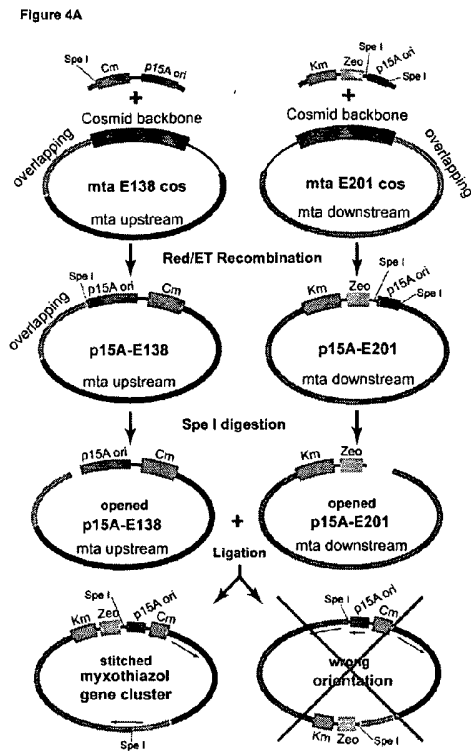 Figure 4A
Spe I
Cm
p15A ori
+
Cosmid backbone
overlapping
mta E138 cos
mta upstream
Km
Zeo
Spe I
p15A ori
Spe I
+
Cosmid backbone
overlapping
mta E201 cos
mta downstream
Red/ET Recombination
Spe I
p15A ori
Cm
overlapping
p15A-E138
mta upstream
Km
Zeo
Spe I
p15A ori
Spe I
p15A-E201
mta downstream
Spe I digestion
p15A ori
Cm
opened
p15A-E138
mta upstream
+
Km
Zeo
opened
p15A-E201
mta downstream
Ligation
Km
Zeo
Spe I
p15A ori
Cm
stitched
myxothiazol
gene cluster
Spe I
Spe I
p15A ori
Cm
wrong
orientation
Km
Zeo
Spe I